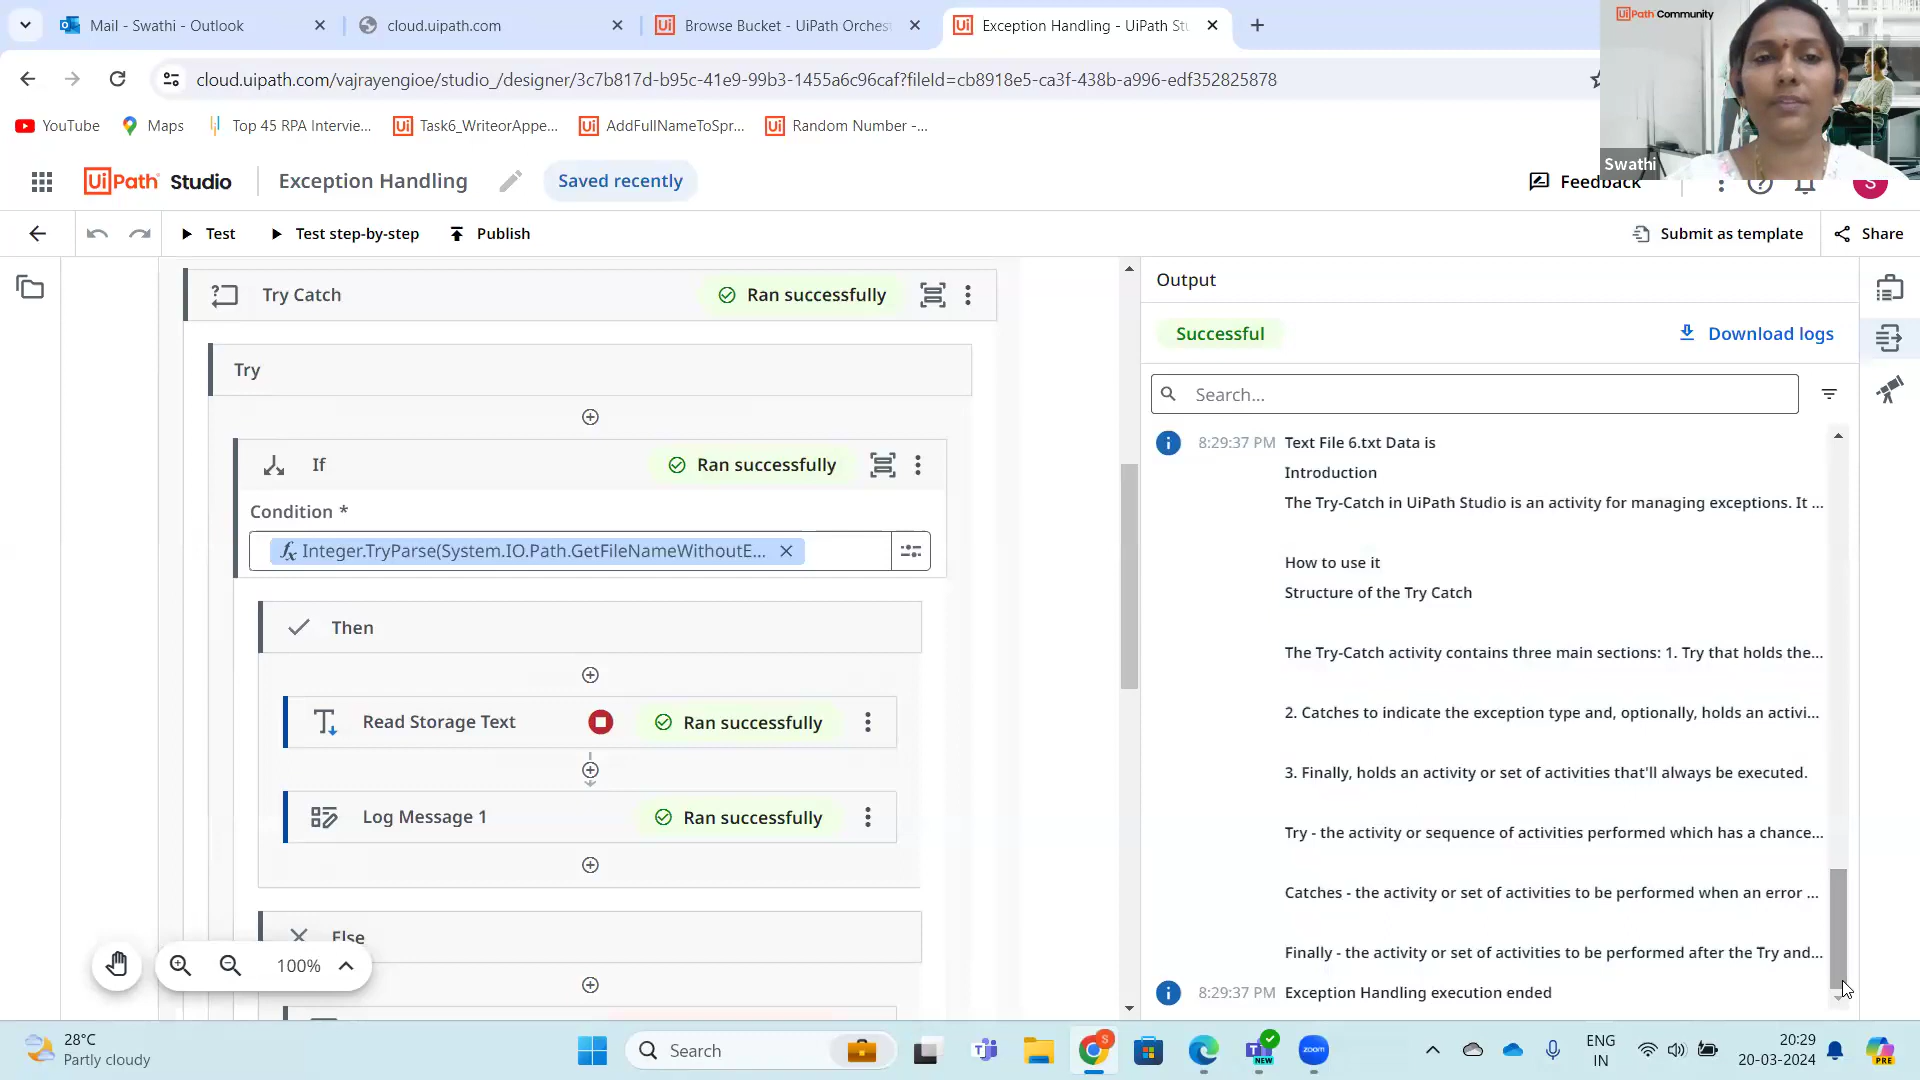 Mail - Swathi - Outlook
cloud.uipath.com
Browse Bucket - UiPath Orchest
Exception Handling - UiPath Stu
UiPath Community
cloud.uipath.com/vajrayengioe/studio_/designer/3c7b817d-b95c-41e9-99b3-1455a6c96caf?fileId=cb8918e5-ca3f-438b-a996-edf352825878
YouTube
Maps
Top 45 RPA Intervie...
Task6_WriteorAppe...
AddFullNameToSpr...
Random Number -...
Swathi
UiPath Studio
Exception Handling
Saved recently
Feedback
S
Test
Test step-by-step
Publish
Submit as template
Share
Try Catch
Ran successfully
Try
If
Ran successfully
Condition *
fx Integer.TryParse(System.IO.Path.GetFileNameWithoutE...
Then
Read Storage Text
Ran successfully
Log Message 1
Ran successfully
Else
100%
Output
Successful
Download logs
Search...
8:29:37 PM Text File 6.txt Data is
Introduction
The Try-Catch in UiPath Studio is an activity for managing exceptions. It ...
How to use it
Structure of the Try Catch
The Try-Catch activity contains three main sections: 1. Try that holds the...
2. Catches to indicate the exception type and, optionally, holds an activi...
3. Finally, holds an activity or set of activities that'll always be executed.
Try - the activity or sequence of activities performed which has a chance...
Catches - the activity or set of activities to be performed when an error ...
Finally - the activity or set of activities to be performed after the Try and...
8:29:37 PM Exception Handling execution ended
28°C
Partly cloudy
Search
S
NEW
zoom
ENG
IN
20:29
20-03-2024
PRE